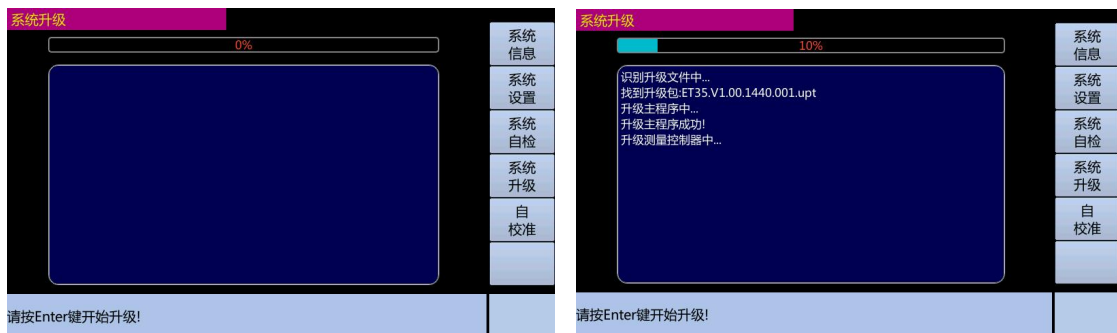 系统升级
0%
系统
信息
系统
设置
系统
自检
系统
升级
自
校准
请按Enter键开始升级!
系统升级
10%
识别升级文件中...
找到升级包:ET35.V1.00.1440.001.upt
升级主程序中...
升级主程序成功!
升级测量控制器中...
系统
信息
系统
设置
系统
自检
系统
升级
自
校准
请按Enter键开始升级!